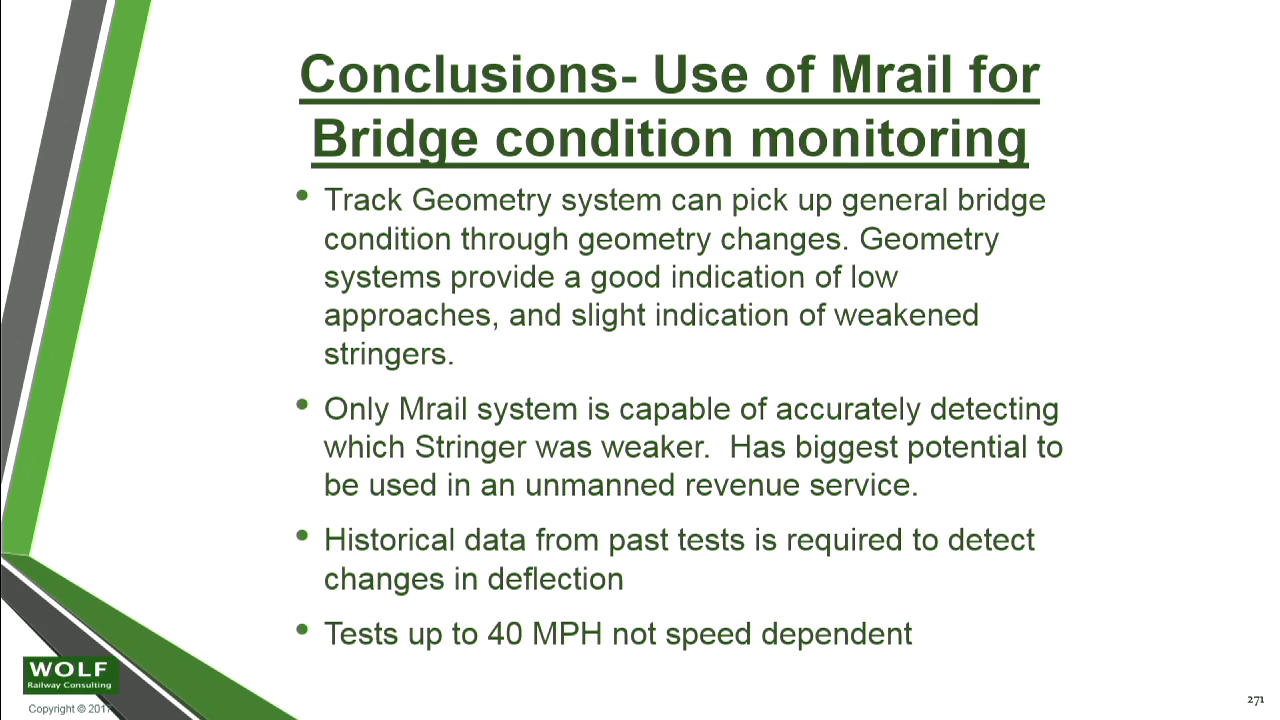 Conclusions- Use of Mrail for
Bridge condition monitoring
• Track Geometry system can pick up general bridge
condition through geometry changes. Geometry
systems provide a good indication of low
approaches, and slight indication of weakened
stringers.
• Only Mrail system is capable of accurately detecting
which Stringer was weaker.  Has biggest potential to
be used in an unmanned revenue service.
• Historical data from past tests is required to detect
changes in deflection
• Tests up to 40 MPH not speed dependent
WOLF
Railway Consulting
Copyright ©
271